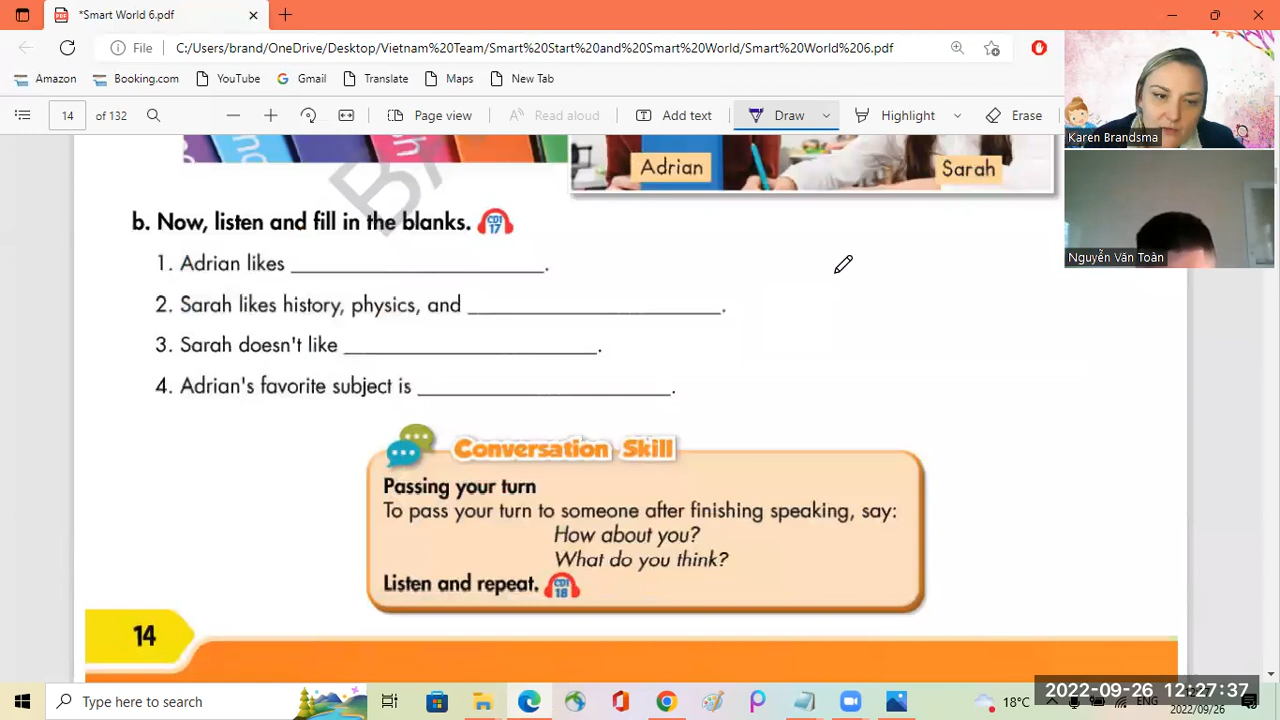 *Smart World 6.pdf
File
C:/Users/brand/OneDrive/Desktop/Vietnam%20Team/Smart%20Start%20and%20Smart%20World/Smart%20World%206.pdf
Amazon
Booking.com
YouTube
Gmail
Translate
Maps
New Tab
14
of 132
Page view
Read aloud
Add text
Draw
Highlight
Erase
Karen Brandsma
Nguyễn Văn Toàn
Adrian
Sarah
b. Now, listen and fill in the blanks.
CD1
17
1. Adrian likes ______________________.
2. Sarah likes history, physics, and ______________________.
3. Sarah doesn't like ______________________.
4. Adrian's favorite subject is ______________________.
Conversation Skill
Passing your turn
To pass your turn to someone after finishing speaking, say:
How about you?
What do you think?
Listen and repeat.
CD1
18
14
Type here to search
18°C
ENG
2022-09-26 12:27:37
2022/09/26